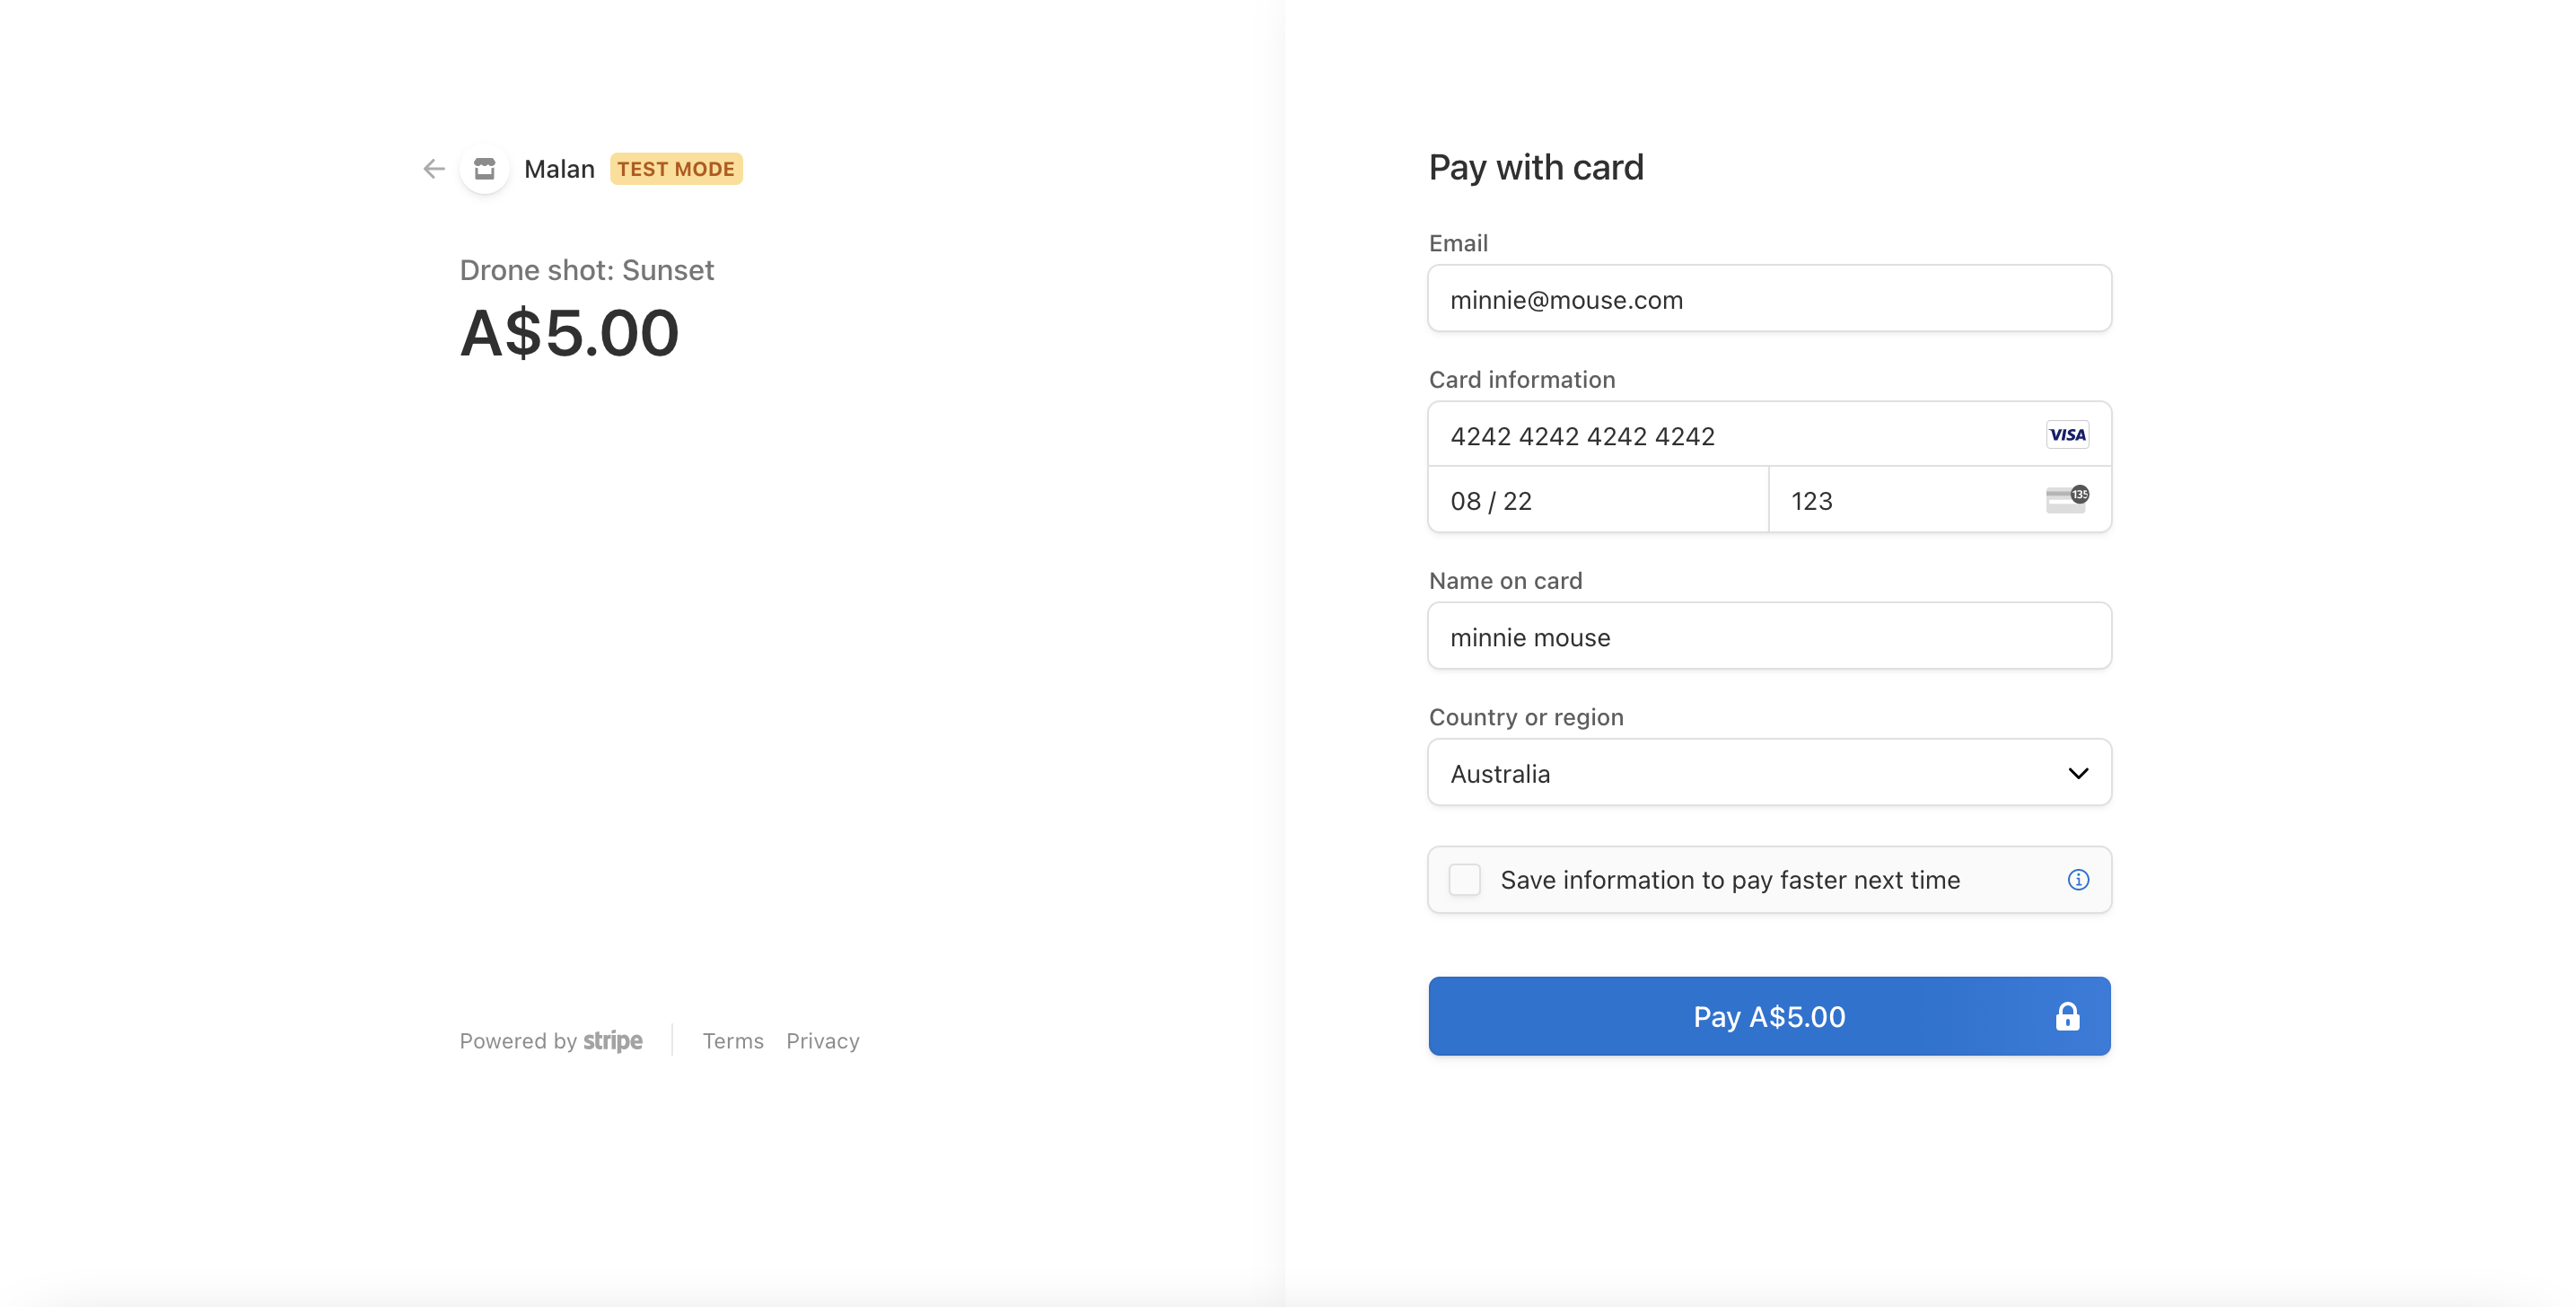 Malan TEST MODE
Drone shot: Sunset
A$5.00
Powered by stripe
Terms Privacy
Pay with card
Email
minnie@mouse.com
Card information
4242 4242 4242 4242 VISA
08 / 22 123 135
Name on card
minnie mouse
Country or region
Australia
Save information to pay faster next time
Pay A$5.00